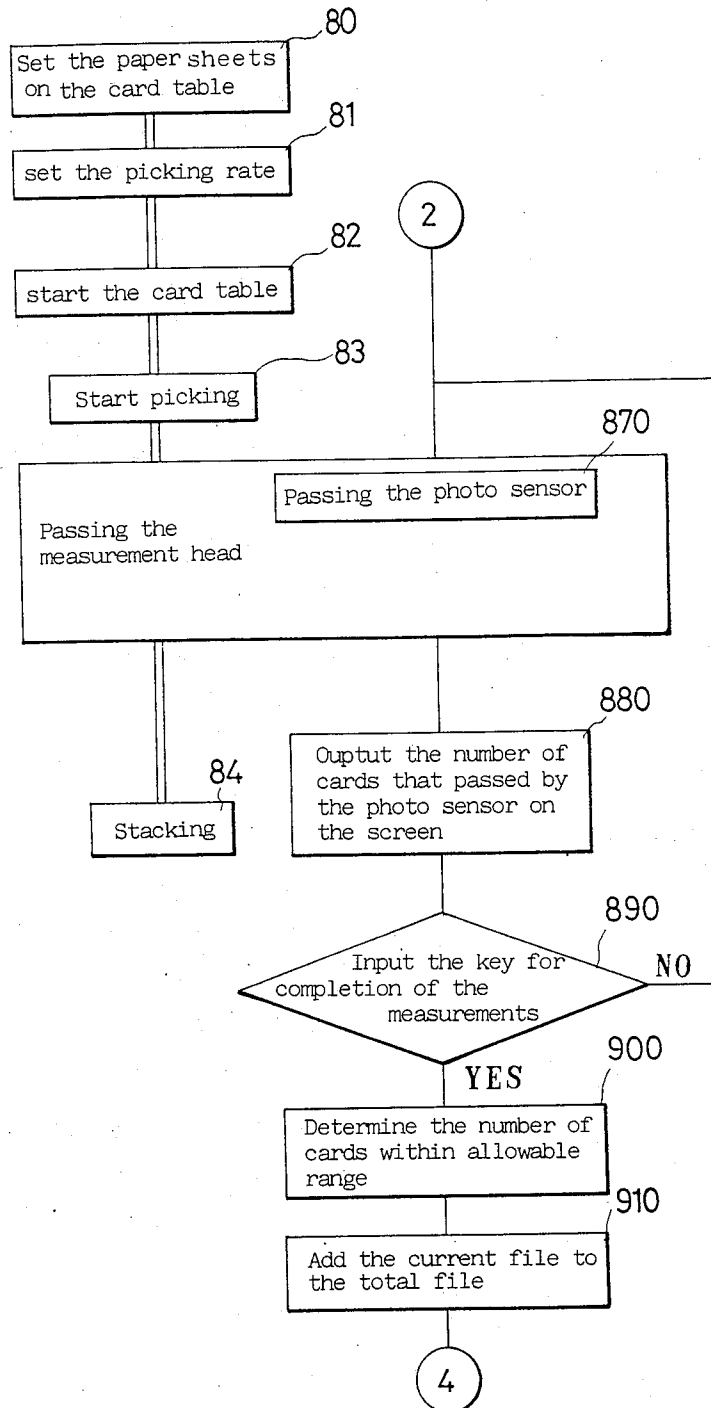 80
Set the paper sheets
on the card table
81
set the picking rate
2
82
start the card table
83
Start picking
870
Passing the photo sensor
Passing the
measurement head
880
Ouptut the number of
cards that passed by
the photo sensor on
the screen
84
Stacking
890
Input the key for
completion of the
measurements
NO
YES
900
Determine the number of
cards within allowable
range
910
Add the current file to
the total file
4